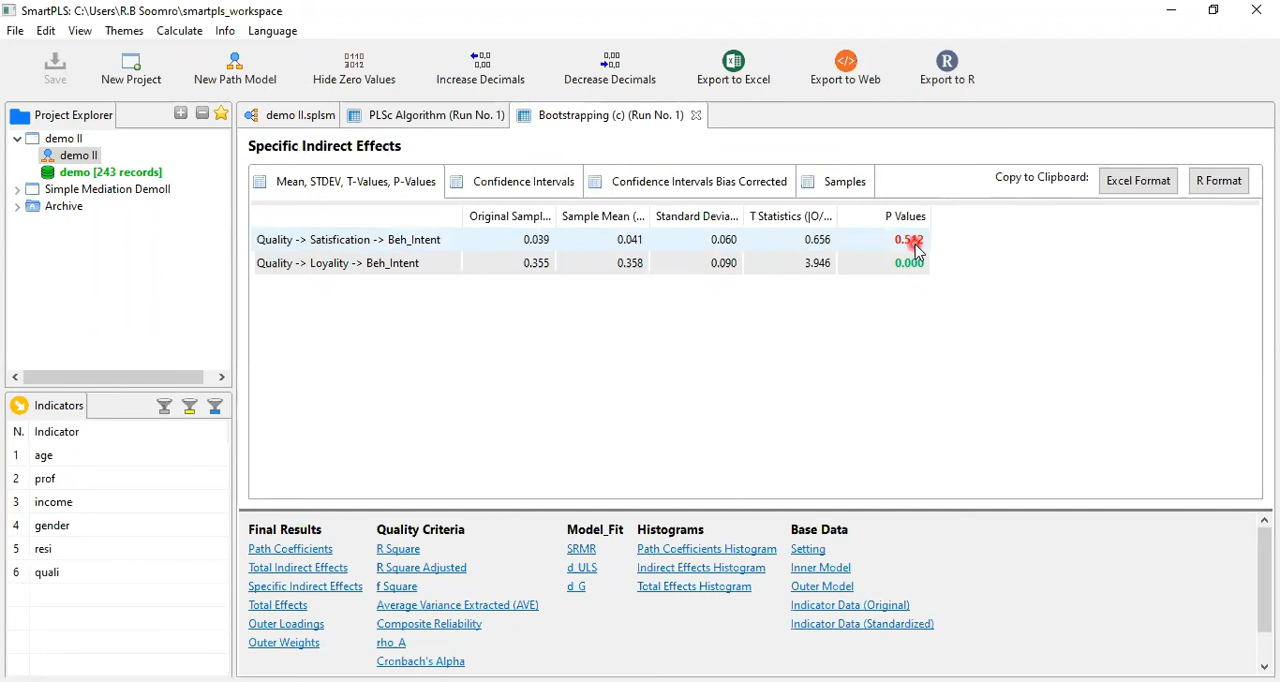 SmartPLS: C:\Users\R.B Soomro\smartpls_workspace
File Edit View Themes Calculate Info Language
Save New Project New Path Model Hide Zero Values Increase Decimals Decrease Decimals Export to Excel Export to Web Export to R
Project Explorer
demo II
demo II
demo [243 records]
Simple Mediation DemoII
Archive
Indicators
N. Indicator
1 age
2 prof
3 income
4 gender
5 resi
6 quali
demo II.splsm PLSc Algorithm (Run No. 1) Bootstrapping (c) (Run No. 1)
Specific Indirect Effects
Mean, STDEV, T-Values, P-Values Confidence Intervals Confidence Intervals Bias Corrected Samples Copy to Clipboard: Excel Format R Format
Original Sampl... Sample Mean (... Standard Devia... T Statistics (|O/... P Values
Quality -> Satisfication -> Beh_Intent 0.039 0.041 0.060 0.656
Quality -> Loyality -> Beh_Intent 0.355 0.358 0.090 3.946 0.000
Final Results Quality Criteria Model_Fit Histograms Base Data
Path Coefficients R Square SRMR Path Coefficients Histogram Setting
Total Indirect Effects R Square Adjusted d_ULS Indirect Effects Histogram Inner Model
Specific Indirect Effects f Square d_G Total Effects Histogram Outer Model
Total Effects Average Variance Extracted (AVE) Indicator Data (Original)
Outer Loadings Composite Reliability Indicator Data (Standardized)
Outer Weights rho_A
Cronbach's Alpha